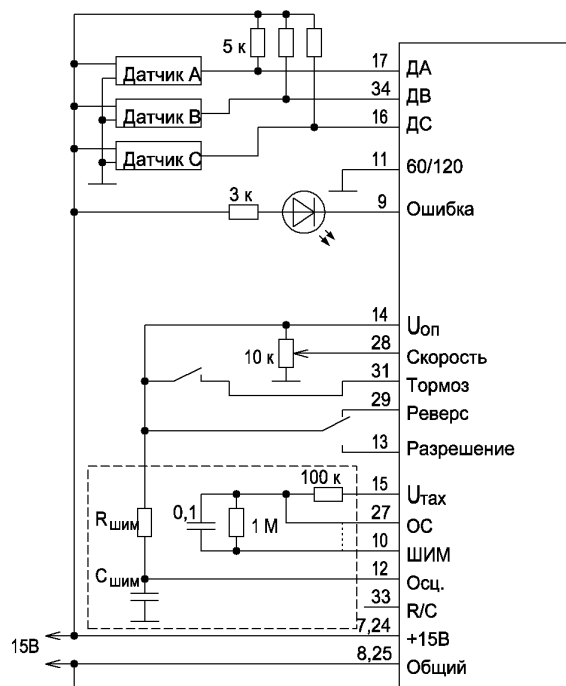 5 к
17 ДА
Датчик А
34 ДВ
Датчик В
16 ДС
Датчик С
11 60/120
3 к
9 Ошибка
14 Uоп
28 Скорость
10 к
31 Тормоз
29 Реверс
13 Разрешение
100 к
15 Uтах
0,1
27 ОС
Rшим
1 М
10 ШИМ
Сшим
12 Осц.
33 R/C
7,24 +15В
15В
8,25 Общий